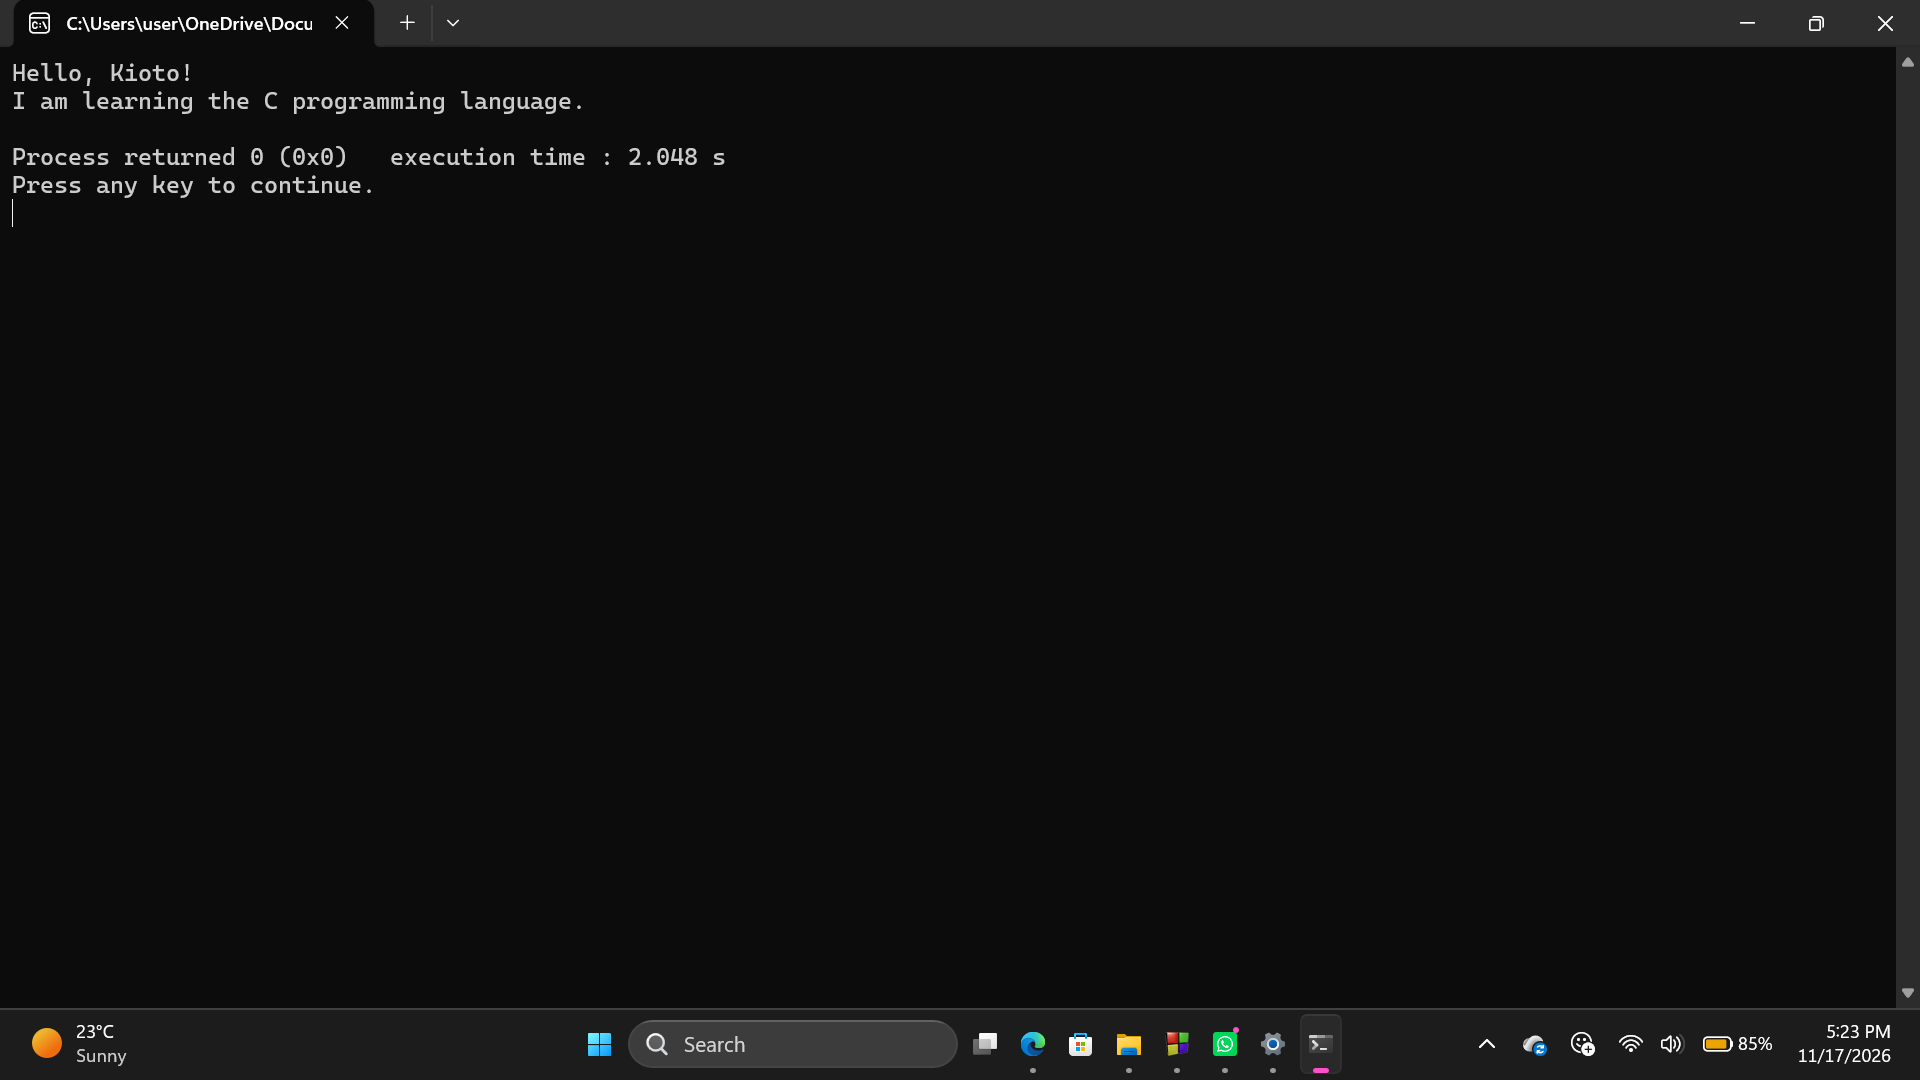 C:\Users\user\OneDrive\Docu
Hello, Kioto!
I am learning the C programming language.
Process returned 0 (0x0)   execution time : 2.048 s
Press any key to continue.
23°C
Sunny
Search
85%
5:23 PM
11/17/2026